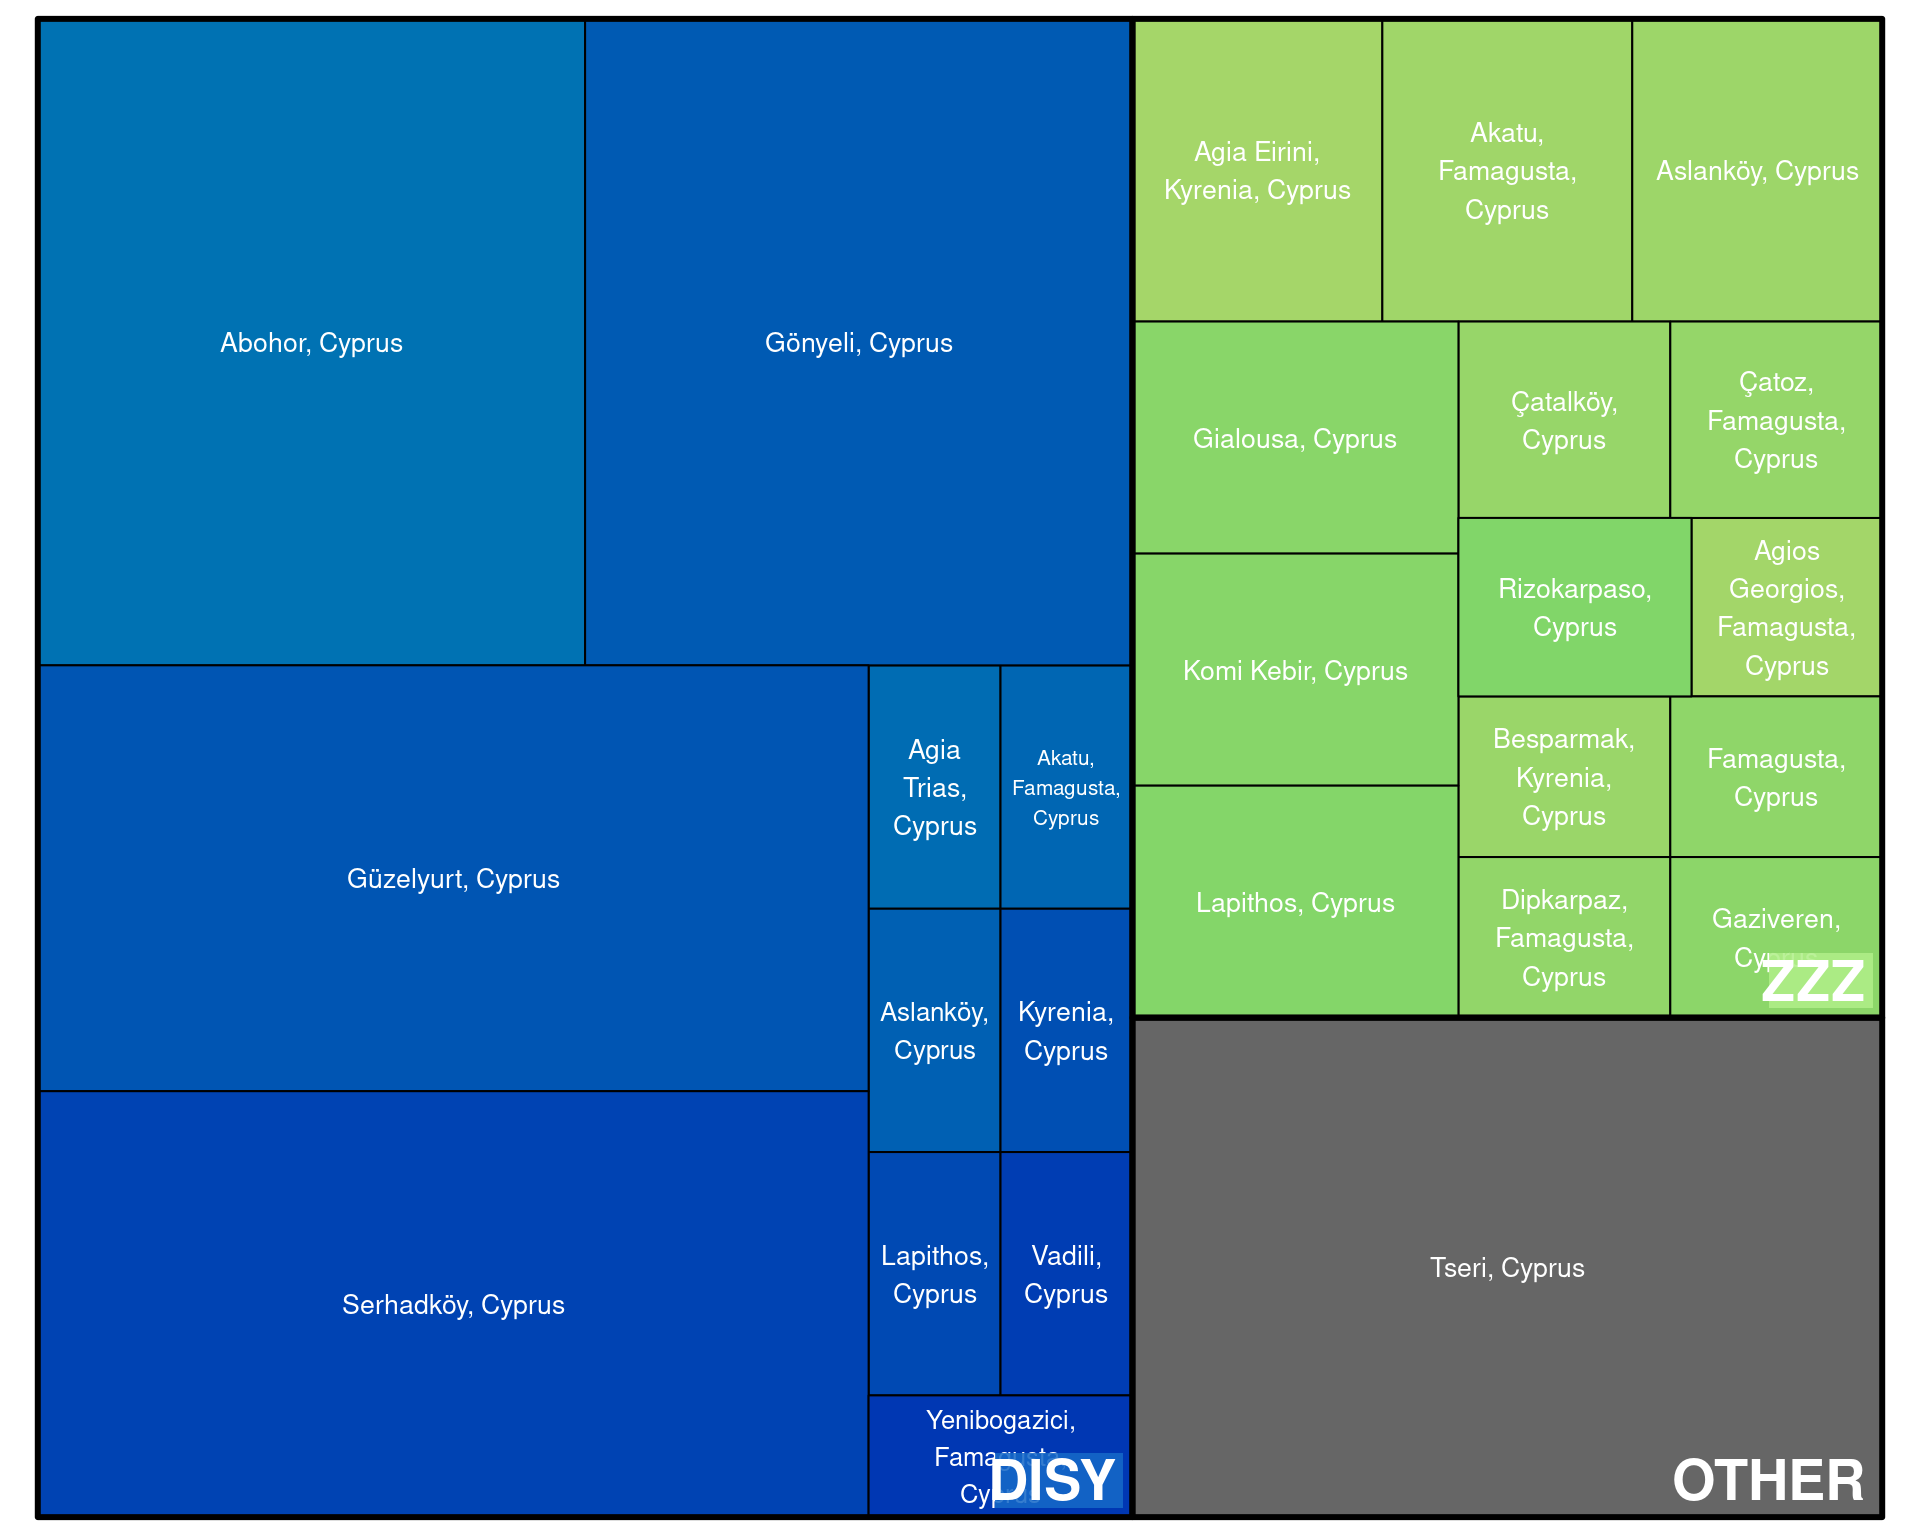 Abohor, Cyprus
Gönyeli, Cyprus
Güzelyurt, Cyprus
Serhadköy, Cyprus
Agia
Trias,
Cyprus
Akatu,
Famagusta,
Cyprus
Aslanköy,
Cyprus
Kyrenia,
Cyprus
Lapithos,
Cyprus
Vadili,
Cyprus
Yenibogazici,
Famagusta,
Cyprus
DISY
Agia Eirini,
Kyrenia, Cyprus
Akatu,
Famagusta,
Cyprus
Aslanköy, Cyprus
Gialousa, Cyprus
Çatalköy,
Cyprus
Çatoz,
Famagusta,
Cyprus
Komi Kebir, Cyprus
Rizokarpaso,
Cyprus
Agios
Georgios,
Famagusta,
Cyprus
Besparmak,
Kyrenia,
Cyprus
Famagusta,
Cyprus
Lapithos, Cyprus
Dipkarpaz,
Famagusta,
Cyprus
Gaziveren,
Cyprus
ZZZ
Tseri, Cyprus
OTHER